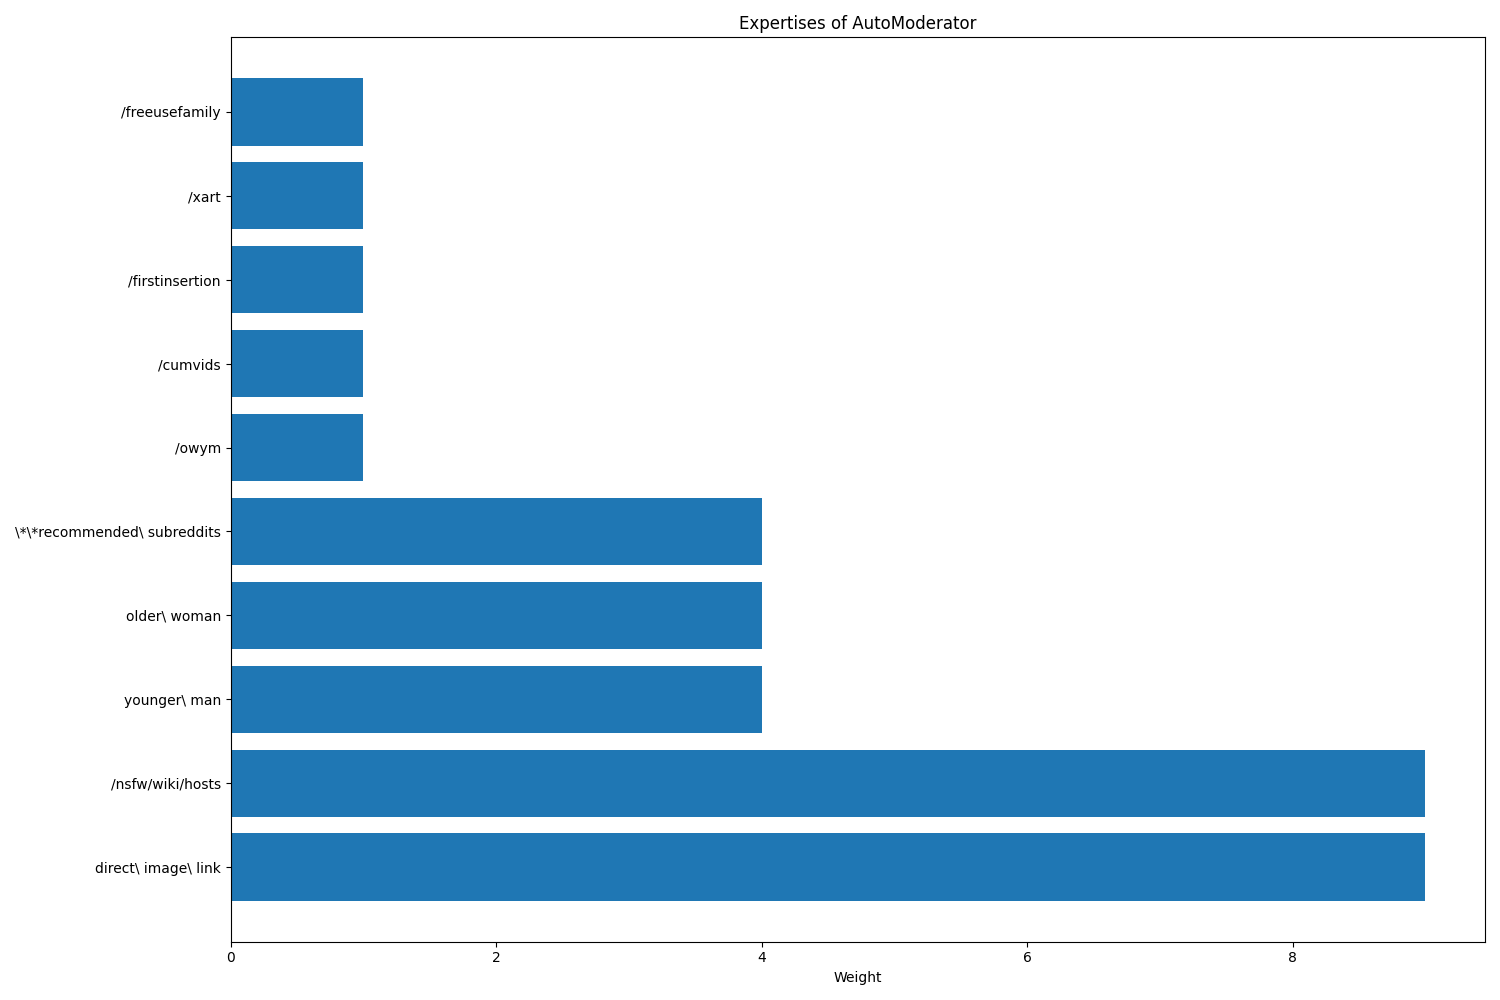 Expertises of AutoModerator
/freeusefamily
/xart
/firstinsertion
/cumvids
/owym
\*\*recommended\ subreddits
older\ woman
younger\ man
/nsfw/wiki/hosts
direct\ image\ link
0 2 4 6 8
Weight